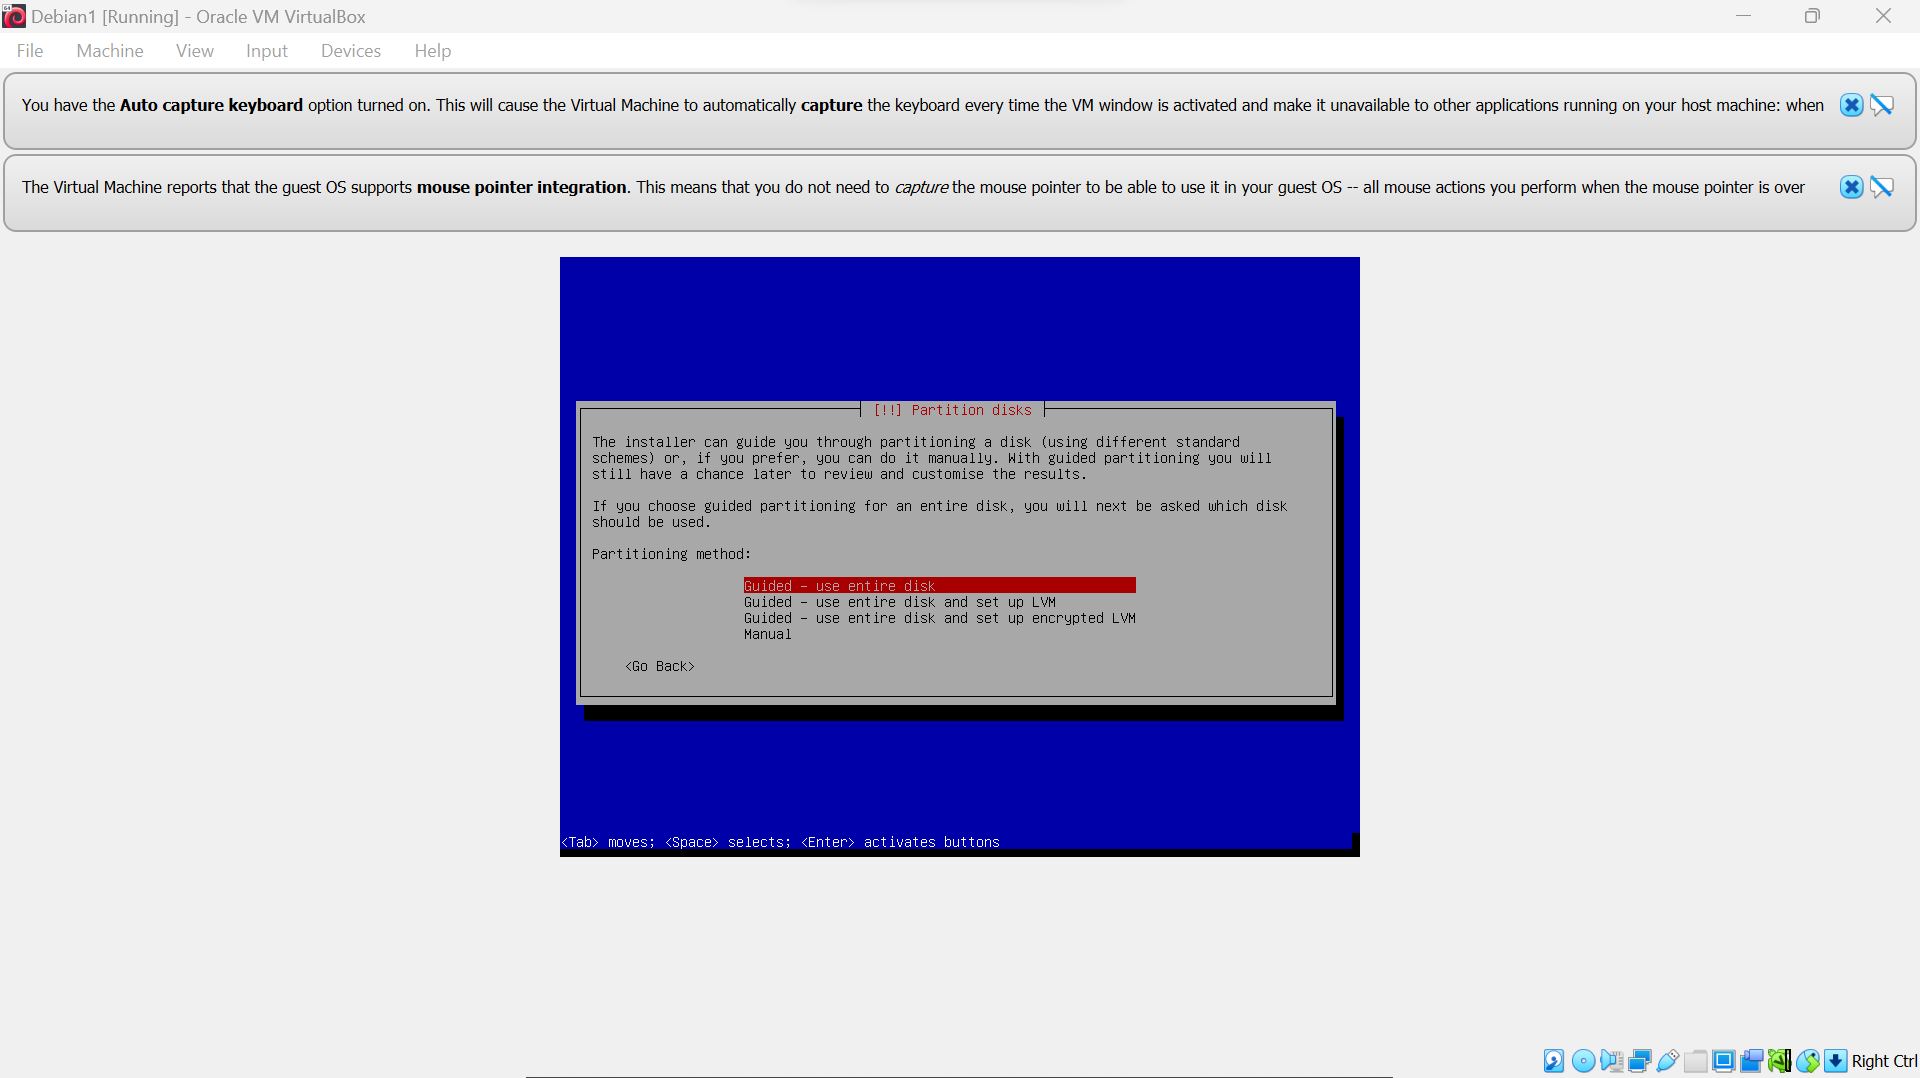 Debian1 [Running] - Oracle VM VirtualBox
File Machine View Input Devices Help
You have the Auto capture keyboard option turned on. This will cause the Virtual Machine to automatically capture the keyboard every time the VM window is activated and make it unavailable to other applications running on your host machine: when
The Virtual Machine reports that the guest OS supports mouse pointer integration. This means that you do not need to capture the mouse pointer to be able to use it in your guest OS -- all mouse actions you perform when the mouse pointer is over
[!!] Partition disks
The installer can guide you through partitioning a disk (using different standard
schemes) or, if you prefer, you can do it manually. With guided partitioning you will
still have a chance later to review and customise the results.
If you choose guided partitioning for an entire disk, you will next be asked which disk
should be used.
Partitioning method:
Guided - use entire disk
Guided - use entire disk and set up LVM
Guided - use entire disk and set up encrypted LVM
Manual
<Go Back>
<Tab> moves; <Space> selects; <Enter> activates buttons
Right Ctrl